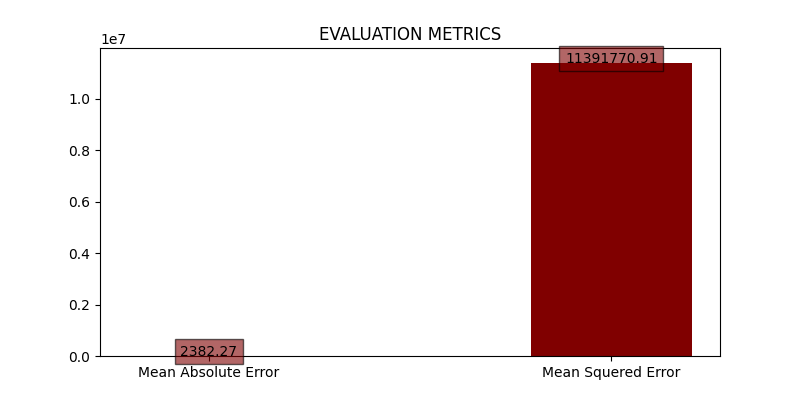 EVALUATION METRICS
1e7
11391770.91
1.0
0.8
0.6
0.4
0.2
2382.27
0.0
Mean Absolute Error Mean Squered Error